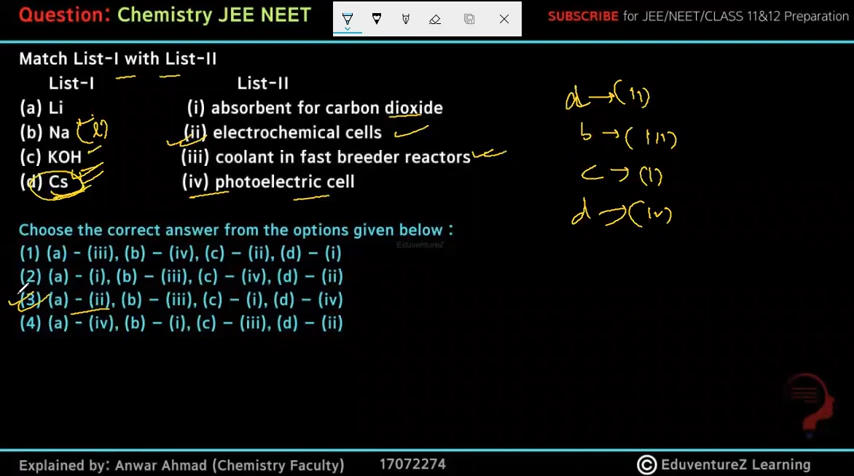 Question: Chemistry JEE NEET
SUBSCRIBE for JEE/NEET/CLASS 11&12 Preparation
Match List-I with List-II
List-I List-II
(a) Li (i) absorbent for carbon dioxide
(b) Na (l) (ii) electrochemical cells
(c) KOH (iii) coolant in fast breeder reactors
(d) Cs (iv) photoelectric cell
a → (ii)
b → (iii)
c → (i)
d → (iv)
Choose the correct answer from the options given below :
EduventureZ
(1) (a) - (iii), (b) - (iv), (c) - (ii), (d) - (i)
(2) (a) - (i), (b) - (iii), (c) - (iv), (d) - (ii)
(3) (a) - (ii), (b) - (iii), (c) - (i), (d) - (iv)
(4) (a) - (iv), (b) - (i), (c) - (iii), (d) - (ii)
Explained by: Anwar Ahmad (Chemistry Faculty) 17072274 © EduventureZ Learning